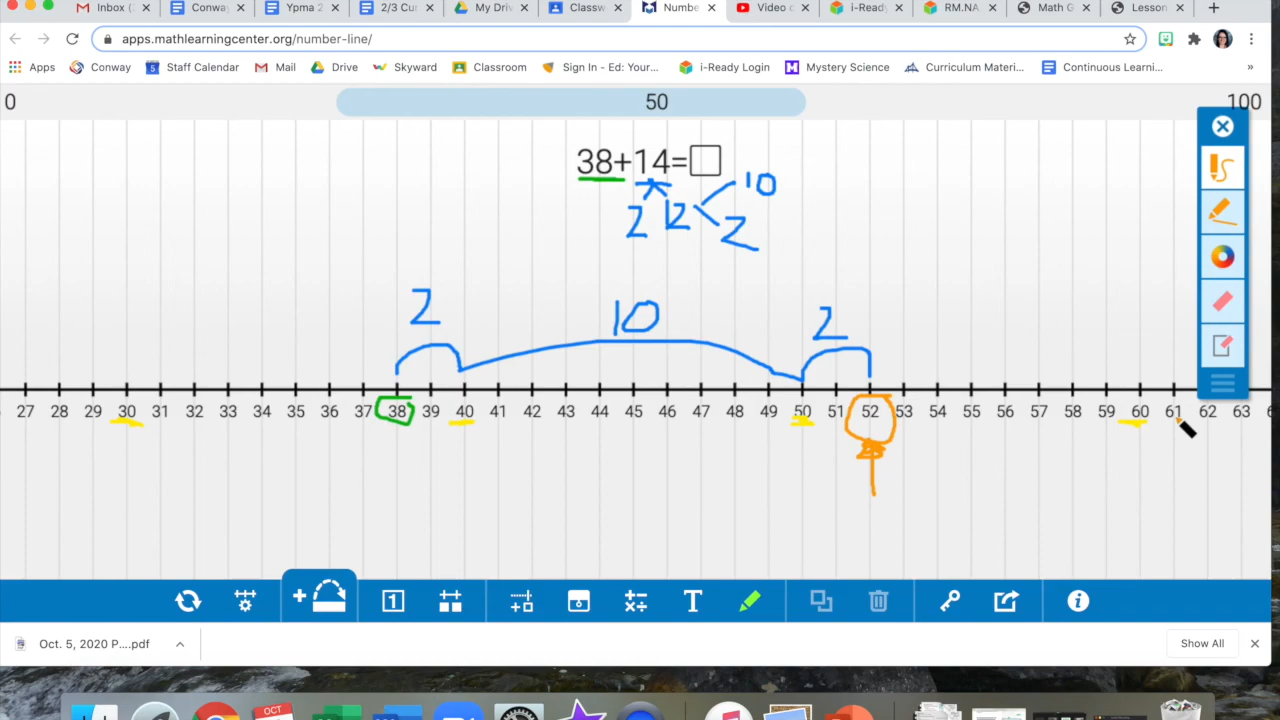 Inbox (
Conway
Ypma 2
2/3 Cur
My Driv
Classw
Numbe
Video o
i-Ready
RM.NA
Math G
Lesson
apps.mathlearningcenter.org/number-line/
Apps Conway Staff Calendar Mail Drive Skyward Classroom Sign In - Ed: Your... i-Ready Login Mystery Science Curriculum Materi... Continuous Learni... »
0 50 100
38+14=
10
2 12
2
2 10 2
27 28 29 30 31 32 33 34 35 36 37 38 39 40 41 42 43 44 45 46 47 48 49 50 51 52 53 54 55 56 57 58 59 60 61 62 63 6
+ 1 T i
Oct. 5, 2020 P....pdf Show All
OCT